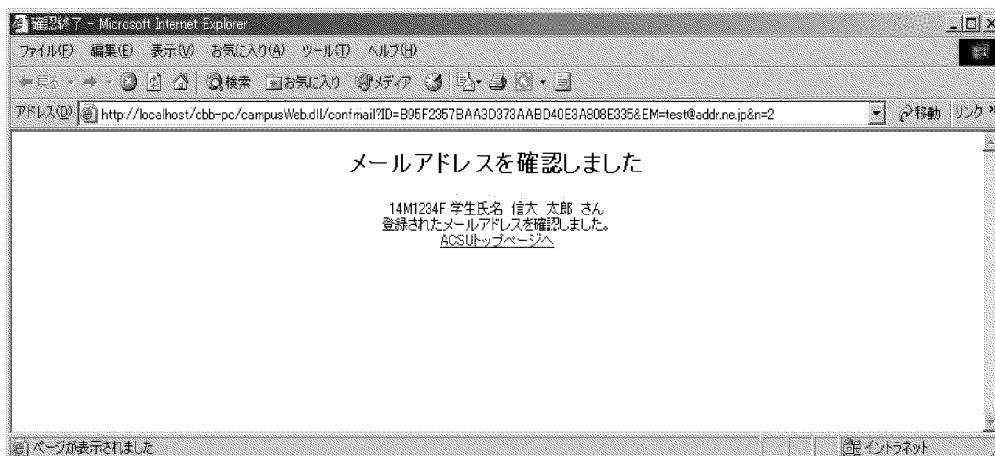 確認終了 - Microsoft Internet Explorer
ファイル(F) 編集(E) 表示(V) お気に入り(A) ツール(T) ヘルプ(H)
戻る 検索 お気に入り メディア
アドレス(D) http://localhost/cbb-pc/campusWeb.dll/confmail?ID=B95F2357BAA3D373AABD40E3A808E335&EM=test@addr.ne.jp&n=2 移動 リンク »
メールアドレスを確認しました
14M1234F 学生氏名 信大 太郎 さん
登録されたメールアドレスを確認しました。
ACSUトップページへ
ページが表示されました イントラネット